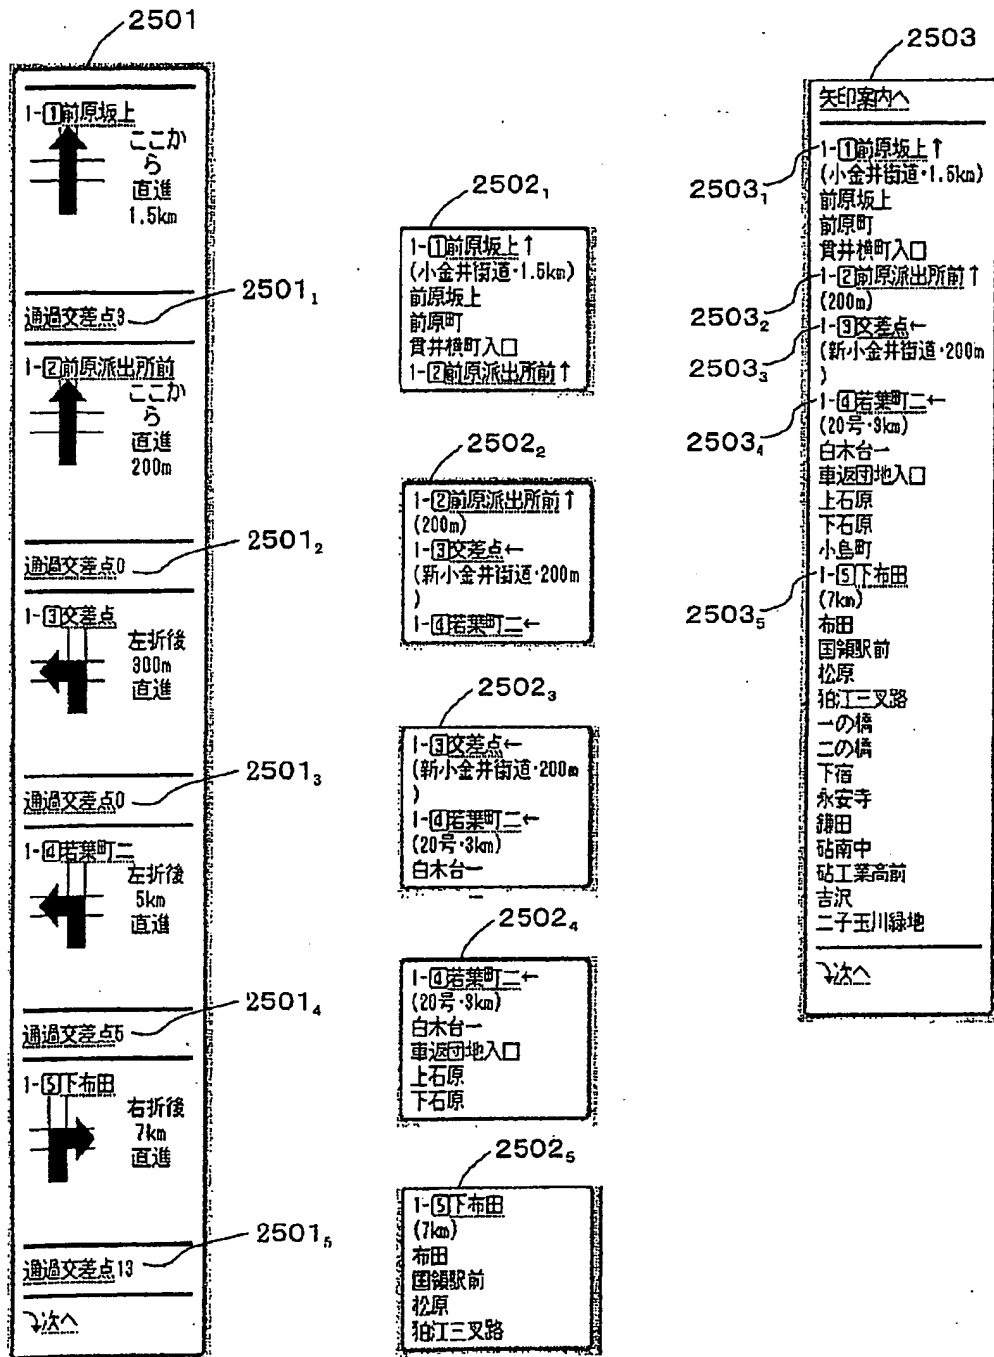 2501
1-①前原坂上
ここか
ら
直進
1.5km
通過交差点3
2501₁
1-②前原派出所前
ここか
ら
直進
200m
通過交差点0
2501₂
1-③交差点
左折後
300m
直進
通過交差点0
2501₃
1-④若葉町二
左折後
5km
直進
通過交差点5
2501₄
1-⑤下布田
右折後
7km
直進
通過交差点13
2501₅
次へ
2502₁
1-①前原坂上↑
(小金井街道・1.5km)
前原坂上
前原町
貫井横町入口
1-②前原派出所前↑
2502₂
1-②前原派出所前↑
(200m)
1-③交差点←
(新小金井街道・200m
)
1-④若葉町二←
2502₃
1-③交差点←
(新小金井街道・200m
)
1-④若葉町二←
(20号・3km)
白木台一
2502₄
1-④若葉町二←
(20号・3km)
白木台一
車返団地入口
上石原
下石原
2502₅
1-⑤下布田
(7km)
布田
国領駅前
松原
狛江三叉路
2503
矢印案内へ
2503₁
1-①前原坂上↑
(小金井街道・1.5km)
前原坂上
前原町
貫井横町入口
2503₂
1-②前原派出所前↑
(200m)
2503₃
1-③交差点←
(新小金井街道・200m
)
2503₄
1-④若葉町二←
(20号・3km)
白木台一
車返団地入口
上石原
下石原
小島町
2503₅
1-⑤下布田
(7km)
布田
国領駅前
松原
狛江三叉路
一の橋
二の橋
下宿
永安寺
鎌田
砧南中
砧工業高前
吉沢
二子玉川緑地
次へ